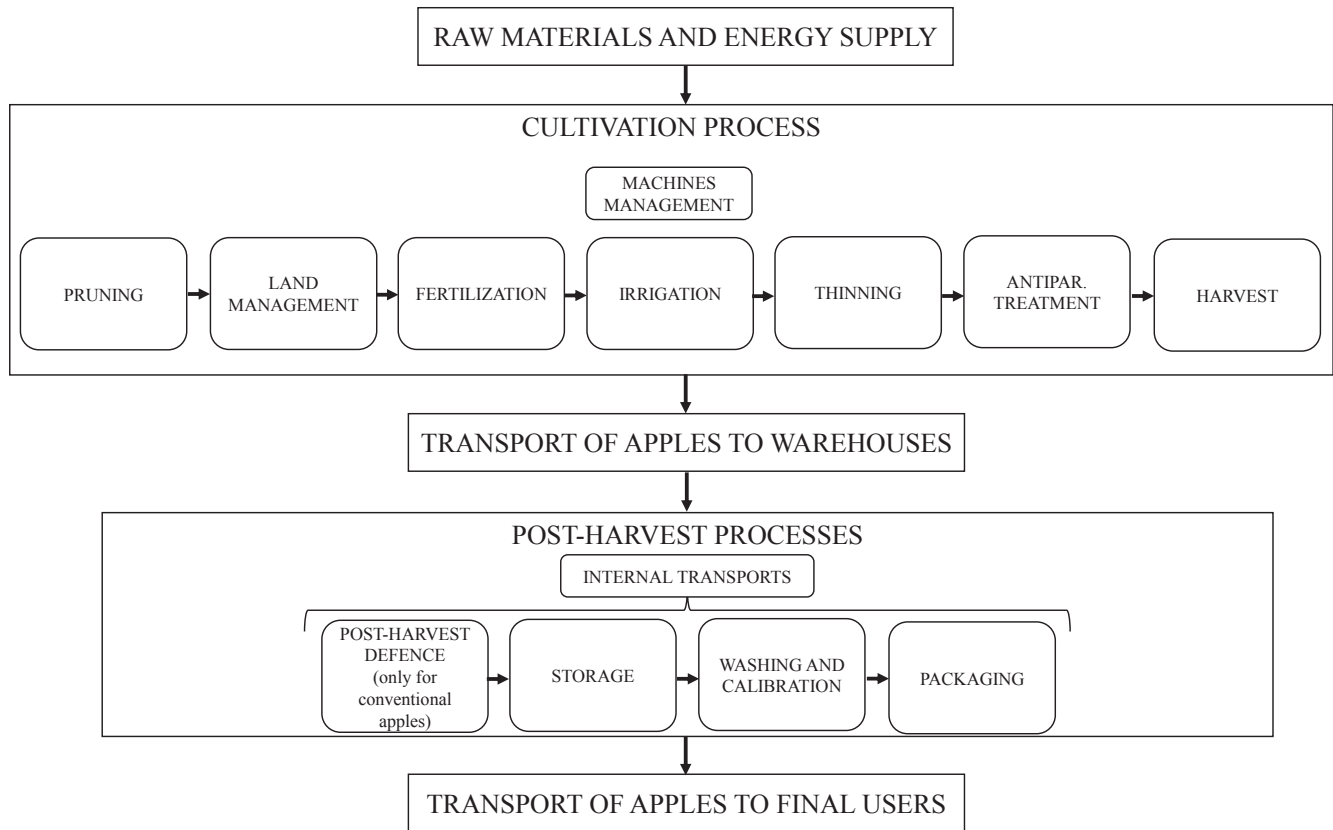 RAW MATERIALS AND ENERGY SUPPLY
CULTIVATION PROCESS
MACHINES
MANAGEMENT
PRUNING
LAND
MANAGEMENT
FERTILIZATION
IRRIGATION
THINNING
ANTIPAR.
TREATMENT
HARVEST
TRANSPORT OF APPLES TO WAREHOUSES
POST-HARVEST PROCESSES
INTERNAL TRANSPORTS
POST-HARVEST
DEFENCE
(only for
conventional
apples)
STORAGE
WASHING AND
CALIBRATION
PACKAGING
TRANSPORT OF APPLES TO FINAL USERS